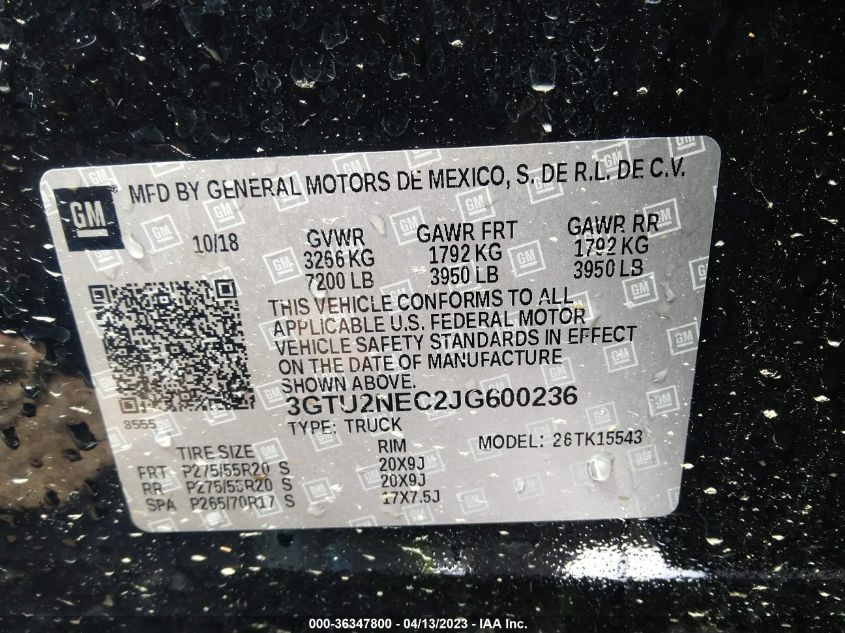 GM
MFD BY GENERAL MOTORS DE MEXICO, S. DE R.L. DE C.V.
10/18 GVWR GAWR FRT GAWR RR
3266 KG 1792 KG 1792 KG
7200 LB 3950 LB 3950 LB
THIS VEHICLE CONFORMS TO ALL
APPLICABLE U.S. FEDERAL MOTOR
VEHICLE SAFETY STANDARDS IN EFFECT
ON THE DATE OF MANUFACTURE
SHOWN ABOVE.
3GTU2NEC2JG600236
8555
TYPE: TRUCK MODEL: 26TK15543
TIRE SIZE RIM
FRT P275/55R20 S 20X9J
RR P275/55R20 S 20X9J
SPA P265/70R17 S 17X7.5J
000-36347800 - 04/13/2023 - © IAA Inc.